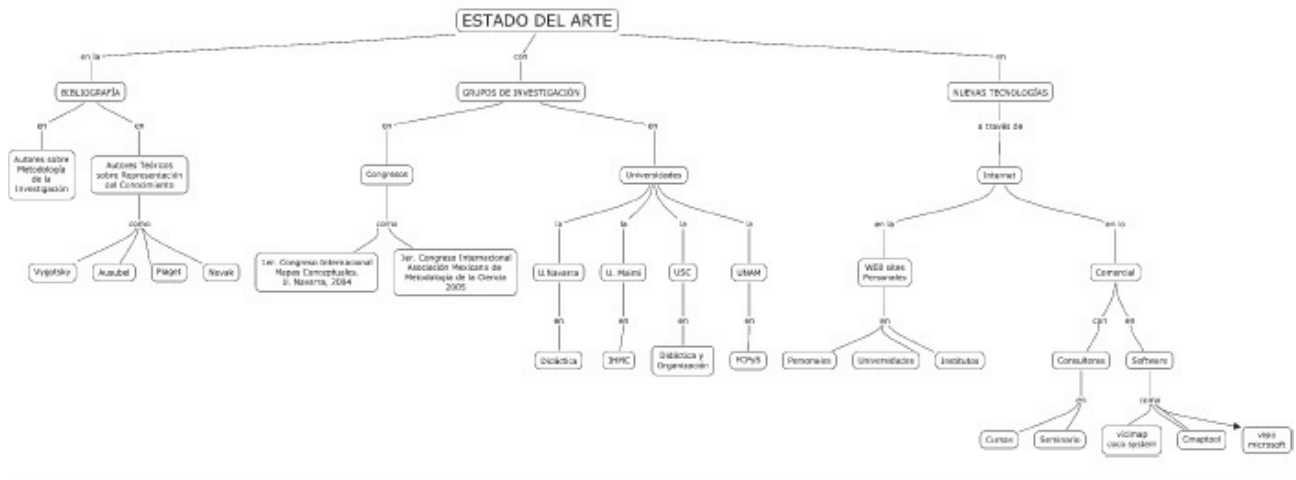 ESTADO DEL ARTE
en la
con
en
BIBLIOGRAFÍA
GRUPOS DE INVESTIGACIÓN
NUEVAS TECNOLOGÍAS
en
en
en
en
a través de
Autores sobre
Metodología
de la
Investigación
Autores Teóricos
sobre Representación
del Conocimiento
Congresos
Universidades
Internet
como
como
la
la
la
la
en la
en lo
Vygotsky
Ausubel
Piaget
Novak
1er. Congreso Internacional
Mapas Conceptuales.
U. Navarra, 2004
1er. Congreso Internacional
Asociación Mexicana de
Metodología de la Ciencia
2005
U.Navarra
U. Maimi
USC
UNAM
WEB sites
Personales
Comercial
en
en
en
en
en
con
en
Didáctica
IHMC
Didáctica y
Organización
FCPyS
Personales
Universidades
Institutos
Consultoras
Software
en
como
Cursos
Seminario
coco system
Cmaptool
microsoft